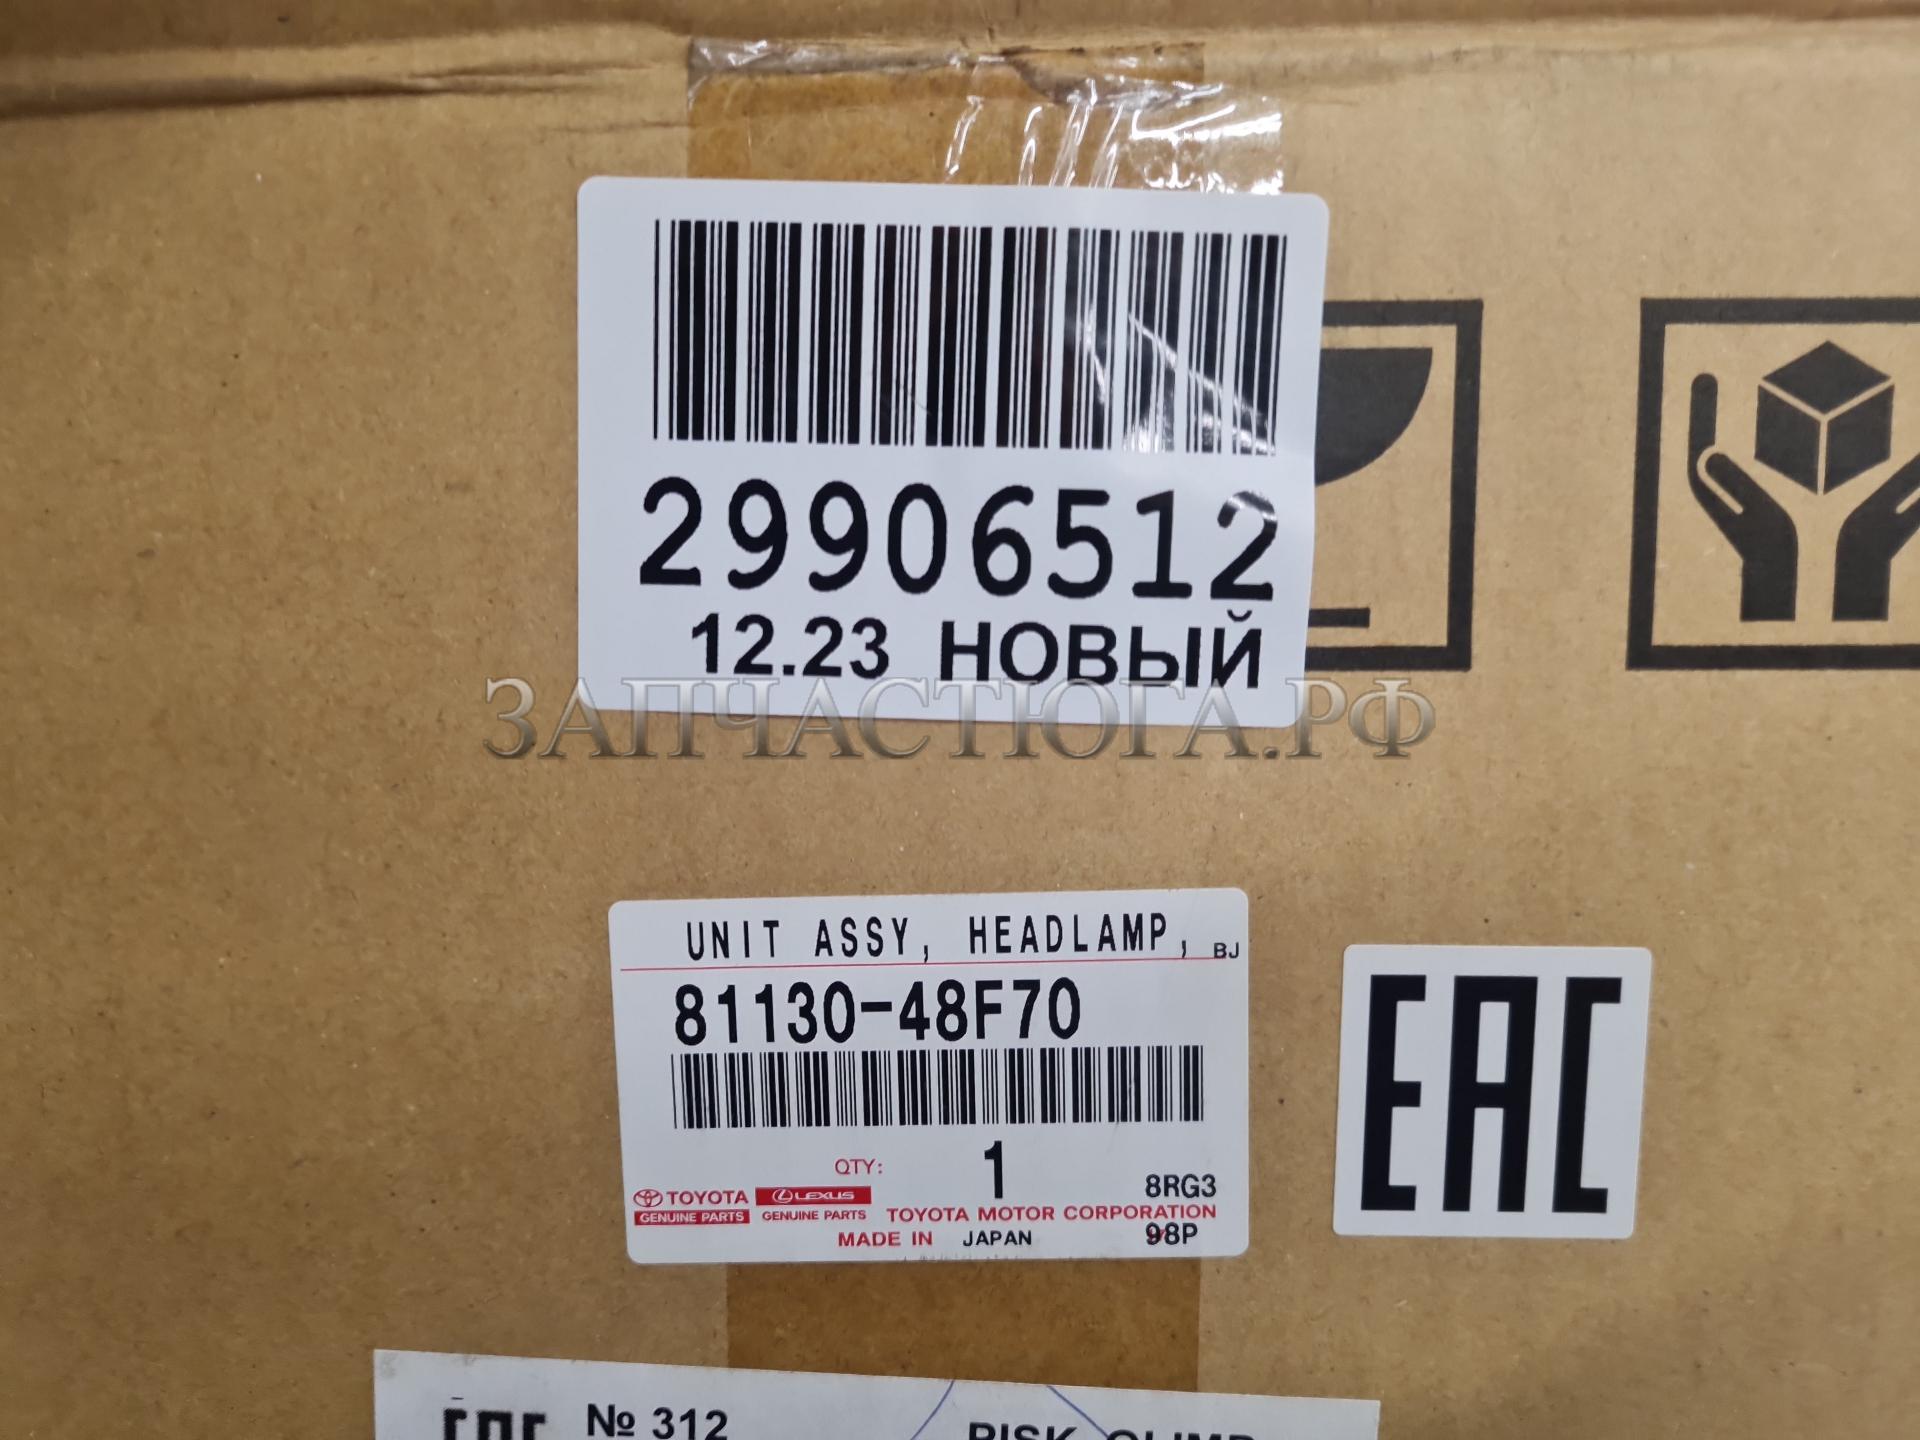 29906512
12.23 НОВЫЙ
ЗАПЧАСТЮГА.РФ
UNIT ASSY, HEADLAMP, BJ
81130-48F70
QTY: 1
8RG3
TOYOTA LEXUS
GENUINE PARTS GENUINE PARTS TOYOTA MOTOR CORPORATION
MADE IN JAPAN 98P
EAC
EAC № 312